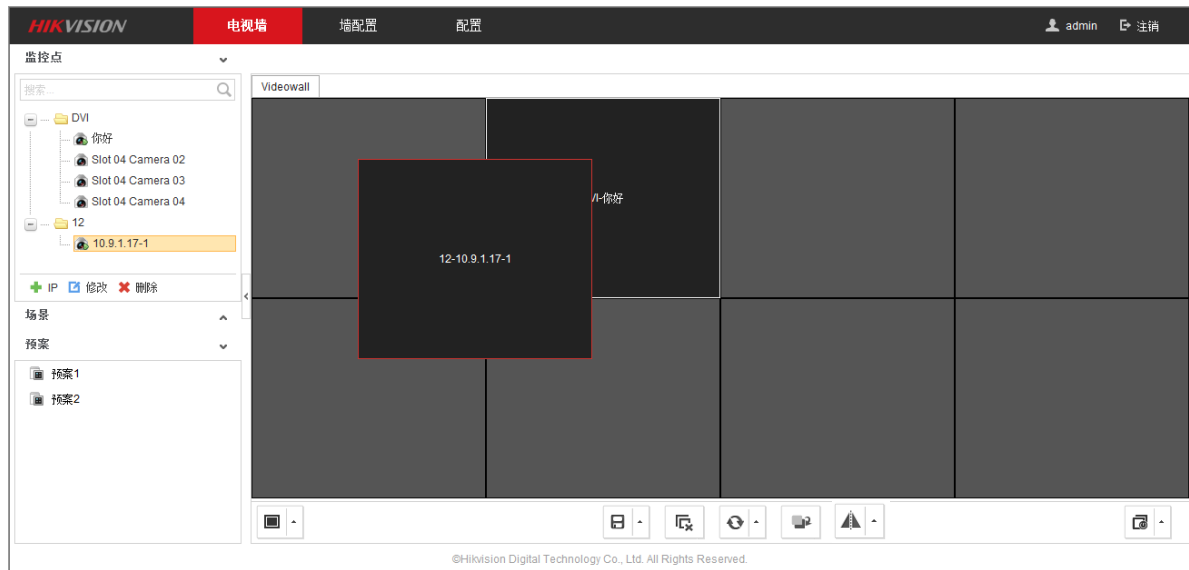 HIKVISION 电视墙 墙配置 配置 admin 注销
监控点
搜索...
Videowall
DVI
你好
Slot 04 Camera 02
Slot 04 Camera 03
Slot 04 Camera 04
12
10.9.1.17-1
IP 修改 删除
场景
预案
预案1
预案2
VI-你好
12-10.9.1.17-1
©Hikvision Digital Technology Co., Ltd. All Rights Reserved.